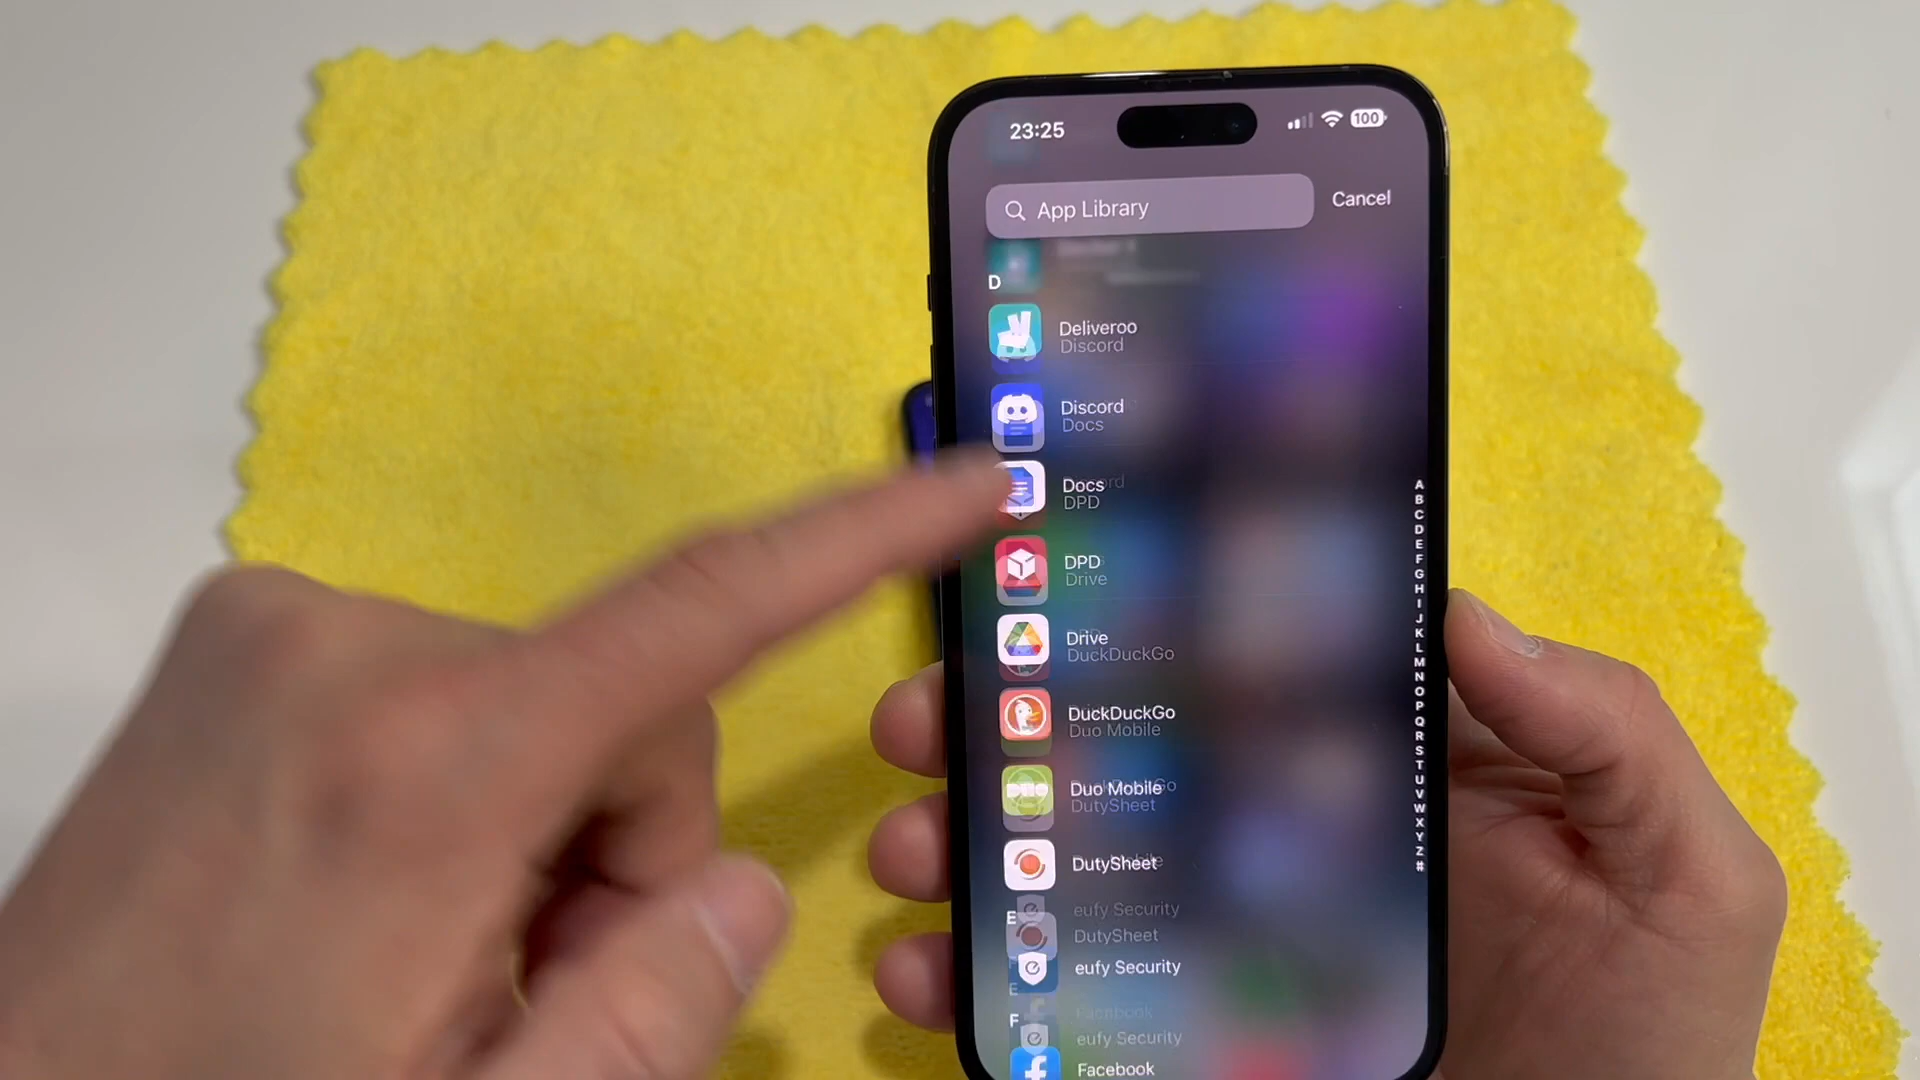 23:25
100
App Library
Cancel
D
Deliveroo
Discord
Discord
Docs
Docs
DPD
DPD
Drive
Drive
DuckDuckGo
DuckDuckGo
Duo Mobile
Duo Mobile
DutySheet
DutySheet
E
eufy Security
DutySheet
eufy Security
E
Facebook
F
eufy Security
Facebook
A
B
C
D
E
F
G
H
I
J
K
L
M
N
O
P
Q
R
S
T
U
V
W
X
Y
Z
#